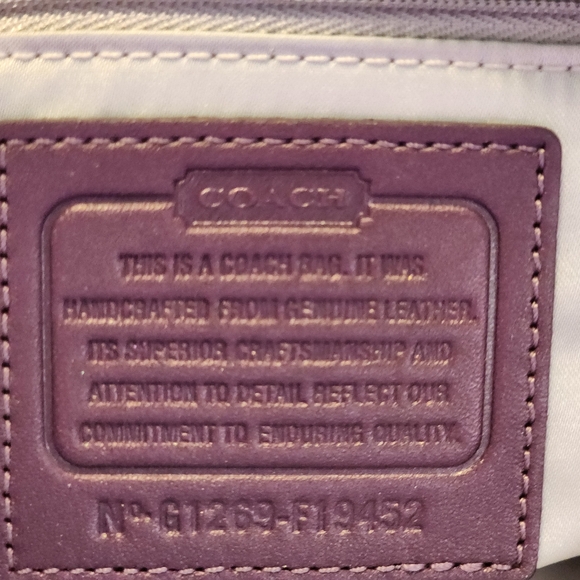 COACH
THIS IS A COACH BAG. IT WAS
HANDCRAFTED FROM GENUINE LEATHER.
ITS SUPERIOR CRAFTSMANSHIP AND
ATTENTION TO DETAIL REFLECT OUR
COMMITMENT TO ENDURING QUALITY.
Nº G1269-F19452